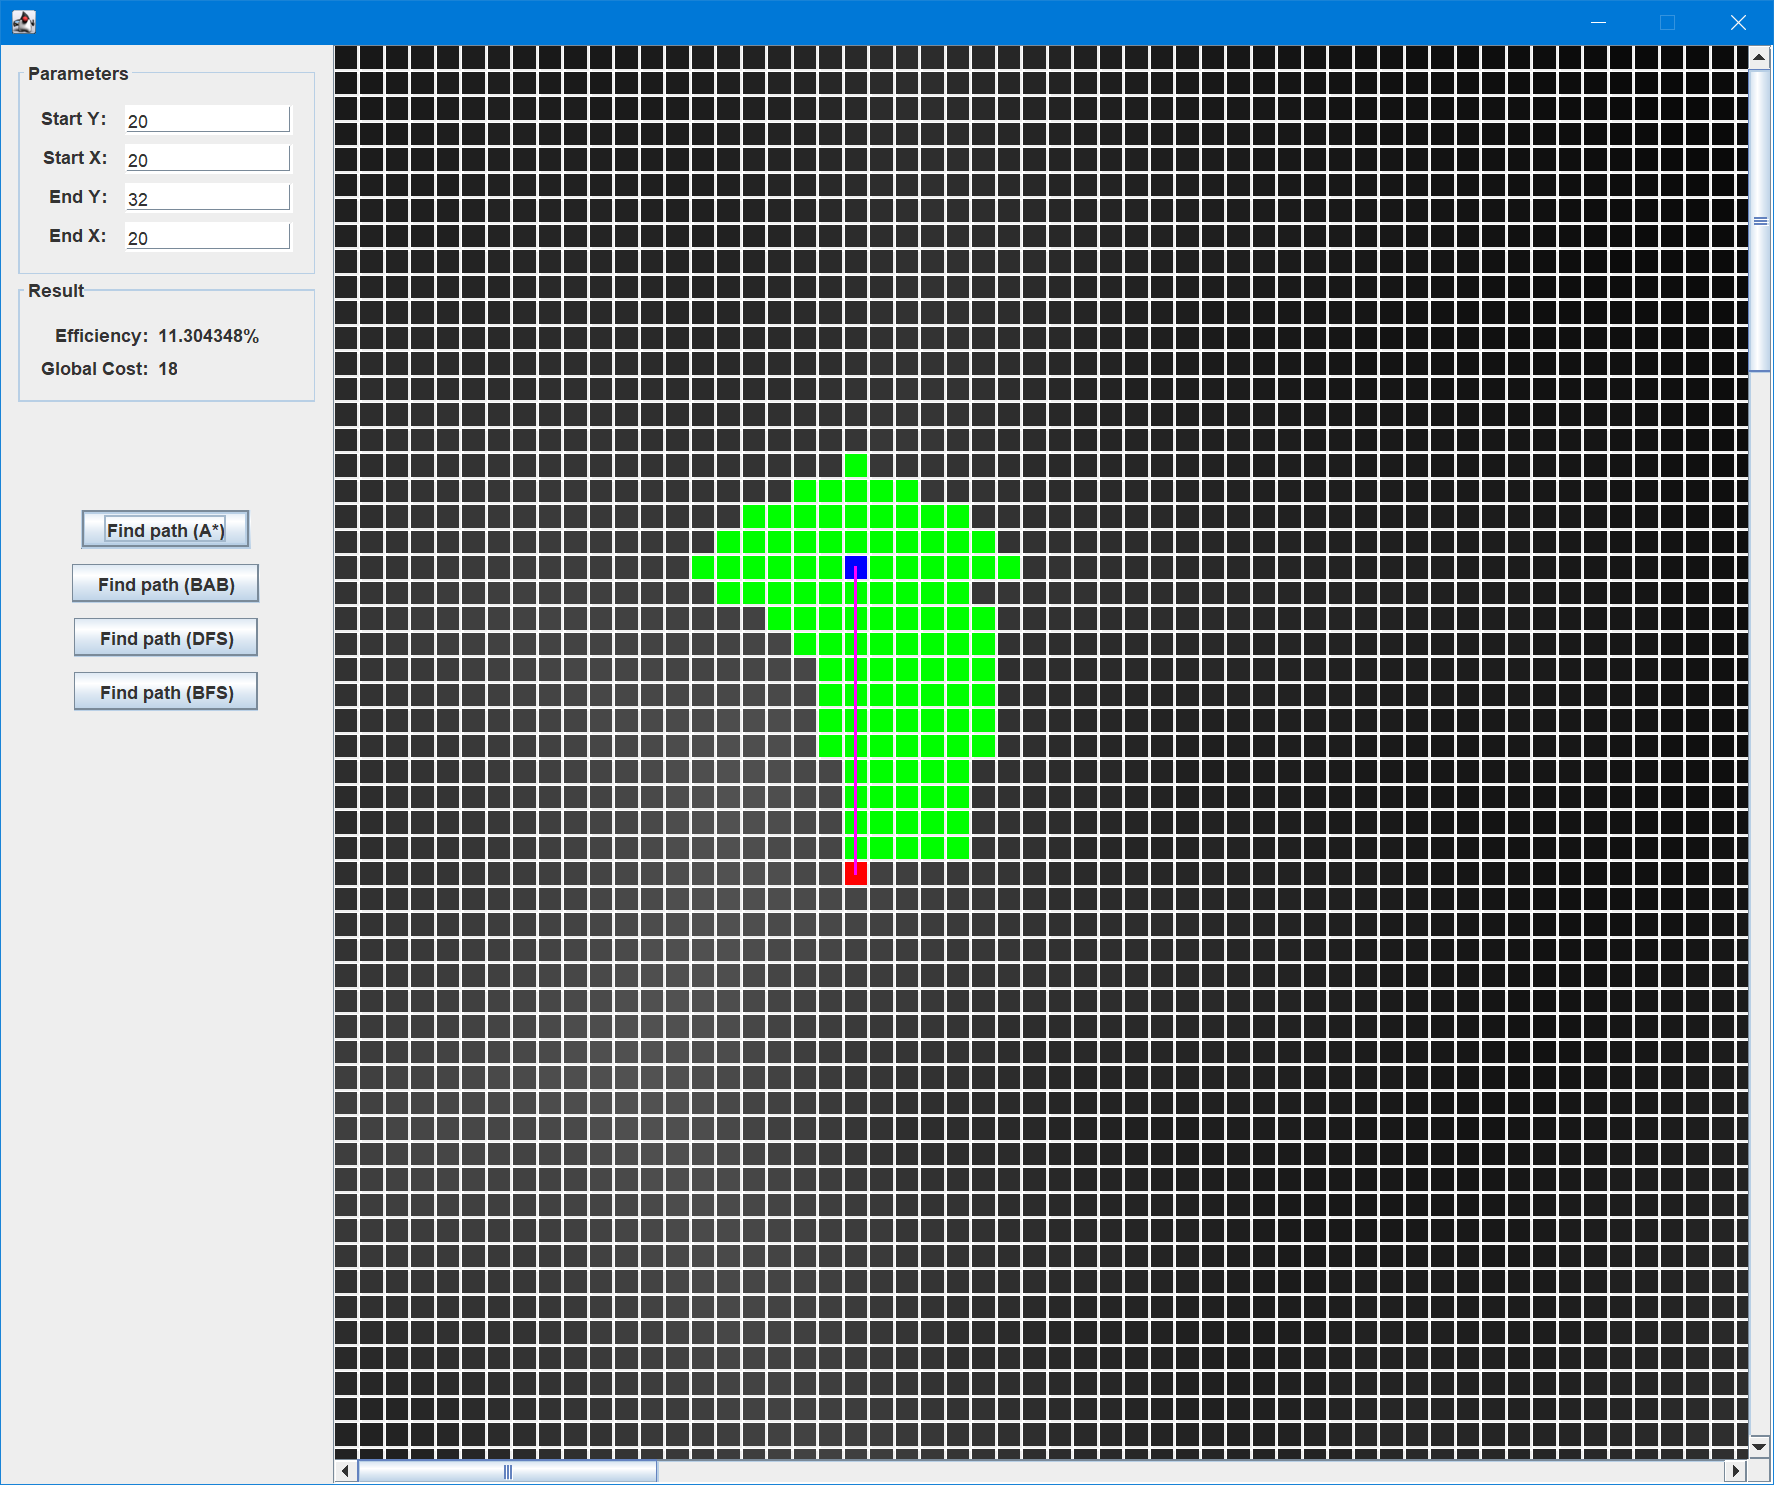 Parameters
Start Y: 20
Start X: 20
End Y: 32
End X: 20
Result
Efficiency: 11.304348%
Global Cost: 18
Find path (A*)
Find path (BAB)
Find path (DFS)
Find path (BFS)